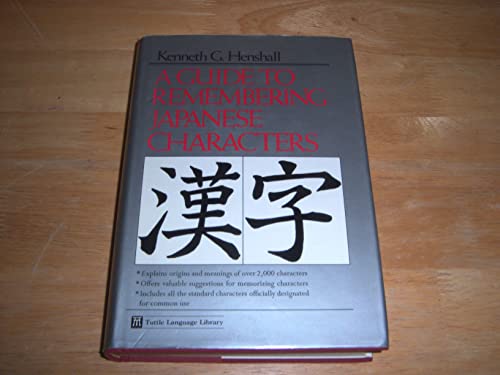 Kenneth G. Henshall
A GUIDE TO
REMEMBERING
JAPANESE
CHARACTERS
漢字
*Explains origins and meanings of over 2,000 characters
*Offers valuable suggestions for memorizing characters
*Includes all the standard characters officially designated
for common use
Tuttle Language Library